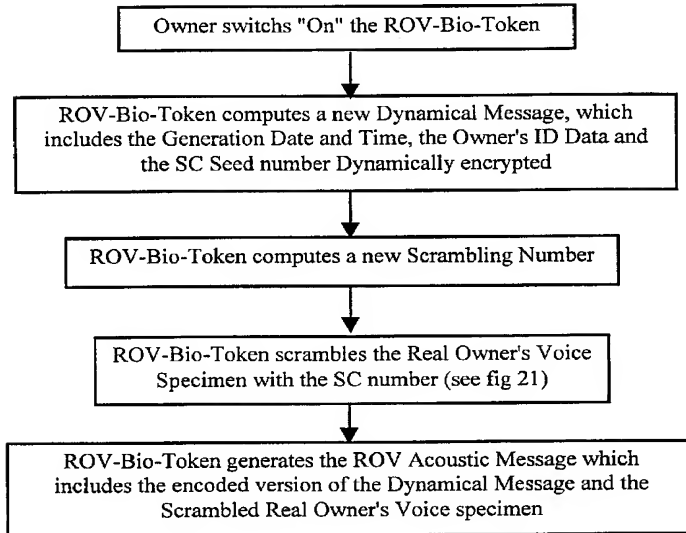 Owner switchs "On" the ROV-Bio-Token
ROV-Bio-Token computes a new Dynamical Message, which
includes the Generation Date and Time, the Owner's ID Data and
the SC Seed number Dynamically encrypted
ROV-Bio-Token computes a new Scrambling Number
ROV-Bio-Token scrambles the Real Owner's Voice
Specimen with the SC number (see fig 21)
ROV-Bio-Token generates the ROV Acoustic Message which
includes the encoded version of the Dynamical Message and the
Scrambled Real Owner's Voice specimen